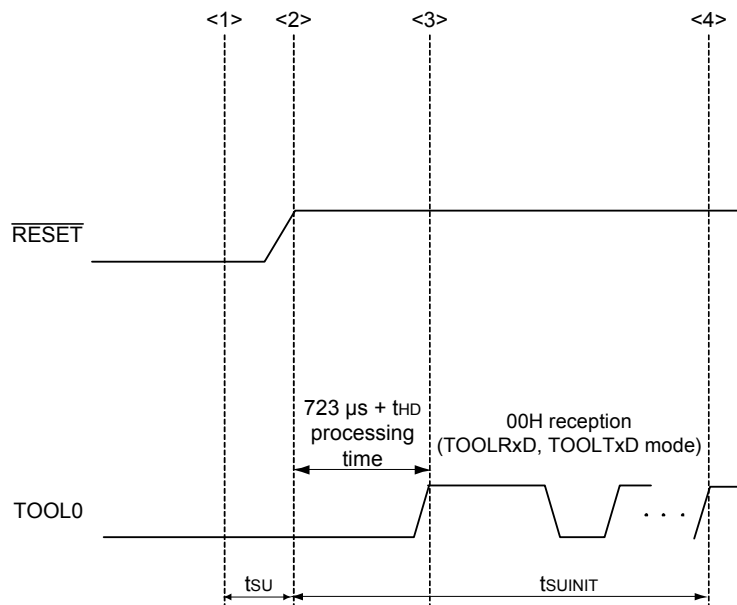 <1> <2> <3> <4>
RESET
723 µs + tHD
processing
time
00H reception
(TOOLRxD, TOOLTxD mode)
TOOL0
. . .
tSU
tSUINIT